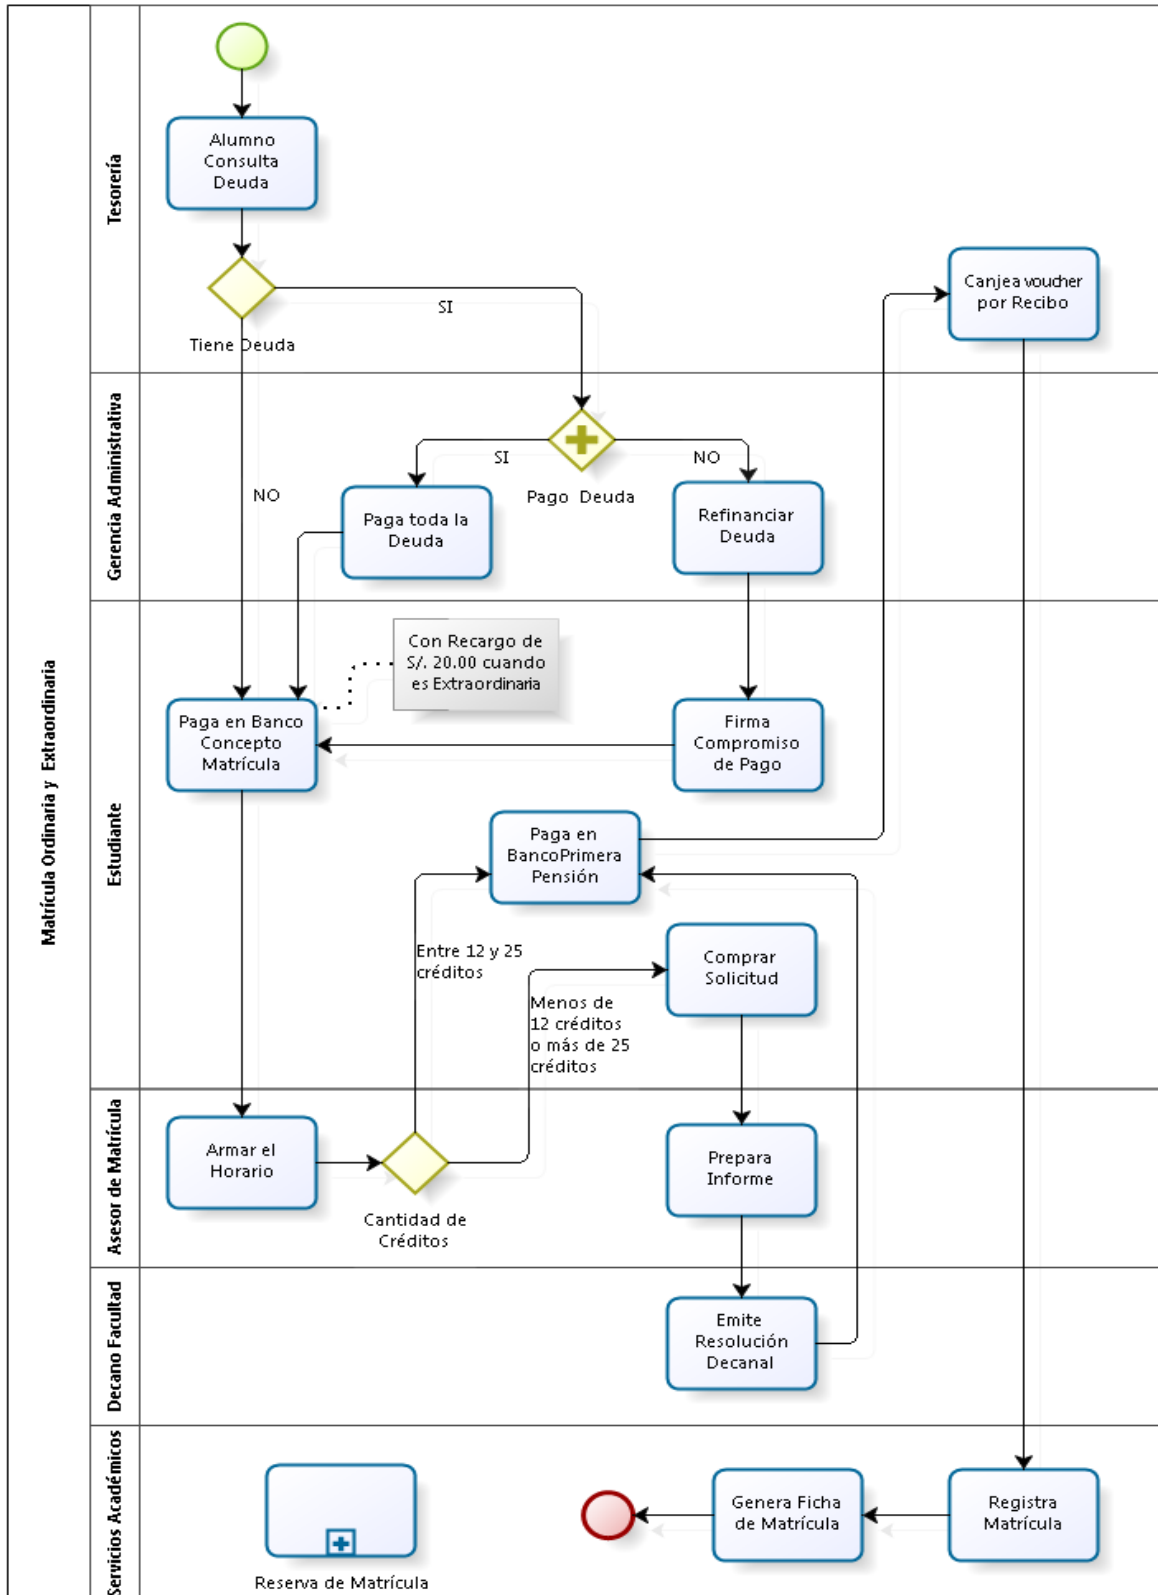 Matrícula Ordinaria y Extraordinaria
Tesorería
Alumno
Consulta
Deuda
Tiene Deuda
SI
Canjea voucher
por Recibo
Gerencia Administrativa
NO
SI
NO
Pago Deuda
Paga toda la
Deuda
Refinanciar
Deuda
Estudiante
Con Recargo de
S/. 20.00 cuando
es Extraordinaria
Paga en Banco
Concepto
Matrícula
Firma
Compromiso
de Pago
Paga en
BancoPrimera
Pensión
Entre 12 y 25
créditos
Comprar
Solicitud
Menos de
12 créditos
o más de 25
créditos
Asesor de Matrícula
Armar el
Horario
Cantidad de
Créditos
Prepara
Informe
Decano Facultad
Emite
Resolución
Decanal
Servicios Académicos
Reserva de Matrícula
Genera Ficha
de Matrícula
Registra
Matrícula